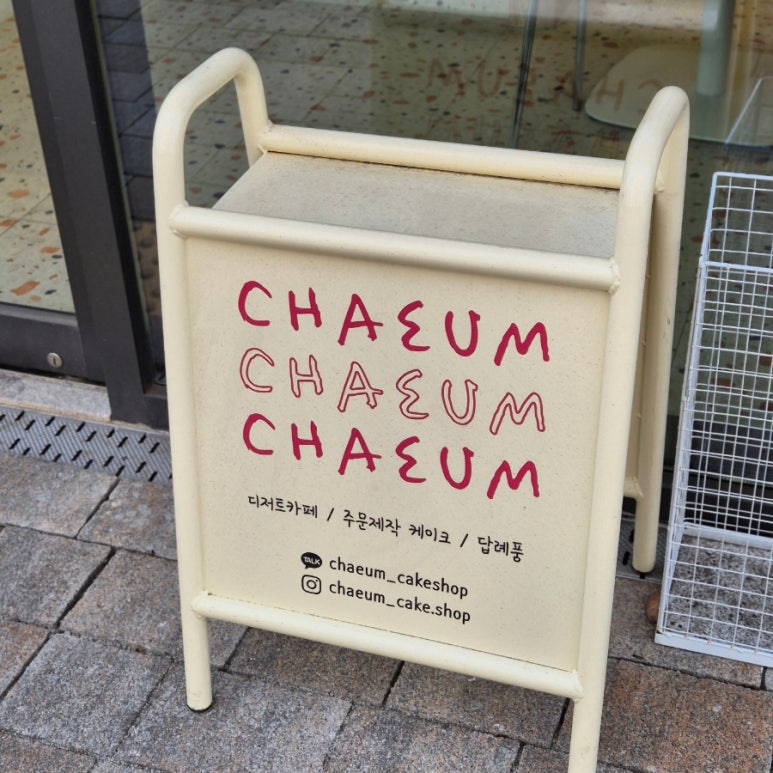 CHAEUM
CHAEUM
CHAEUM
디저트카페 / 주문제작 케이크 / 답례품
TALK chaeum_cakeshop
chaeum_cake.shop